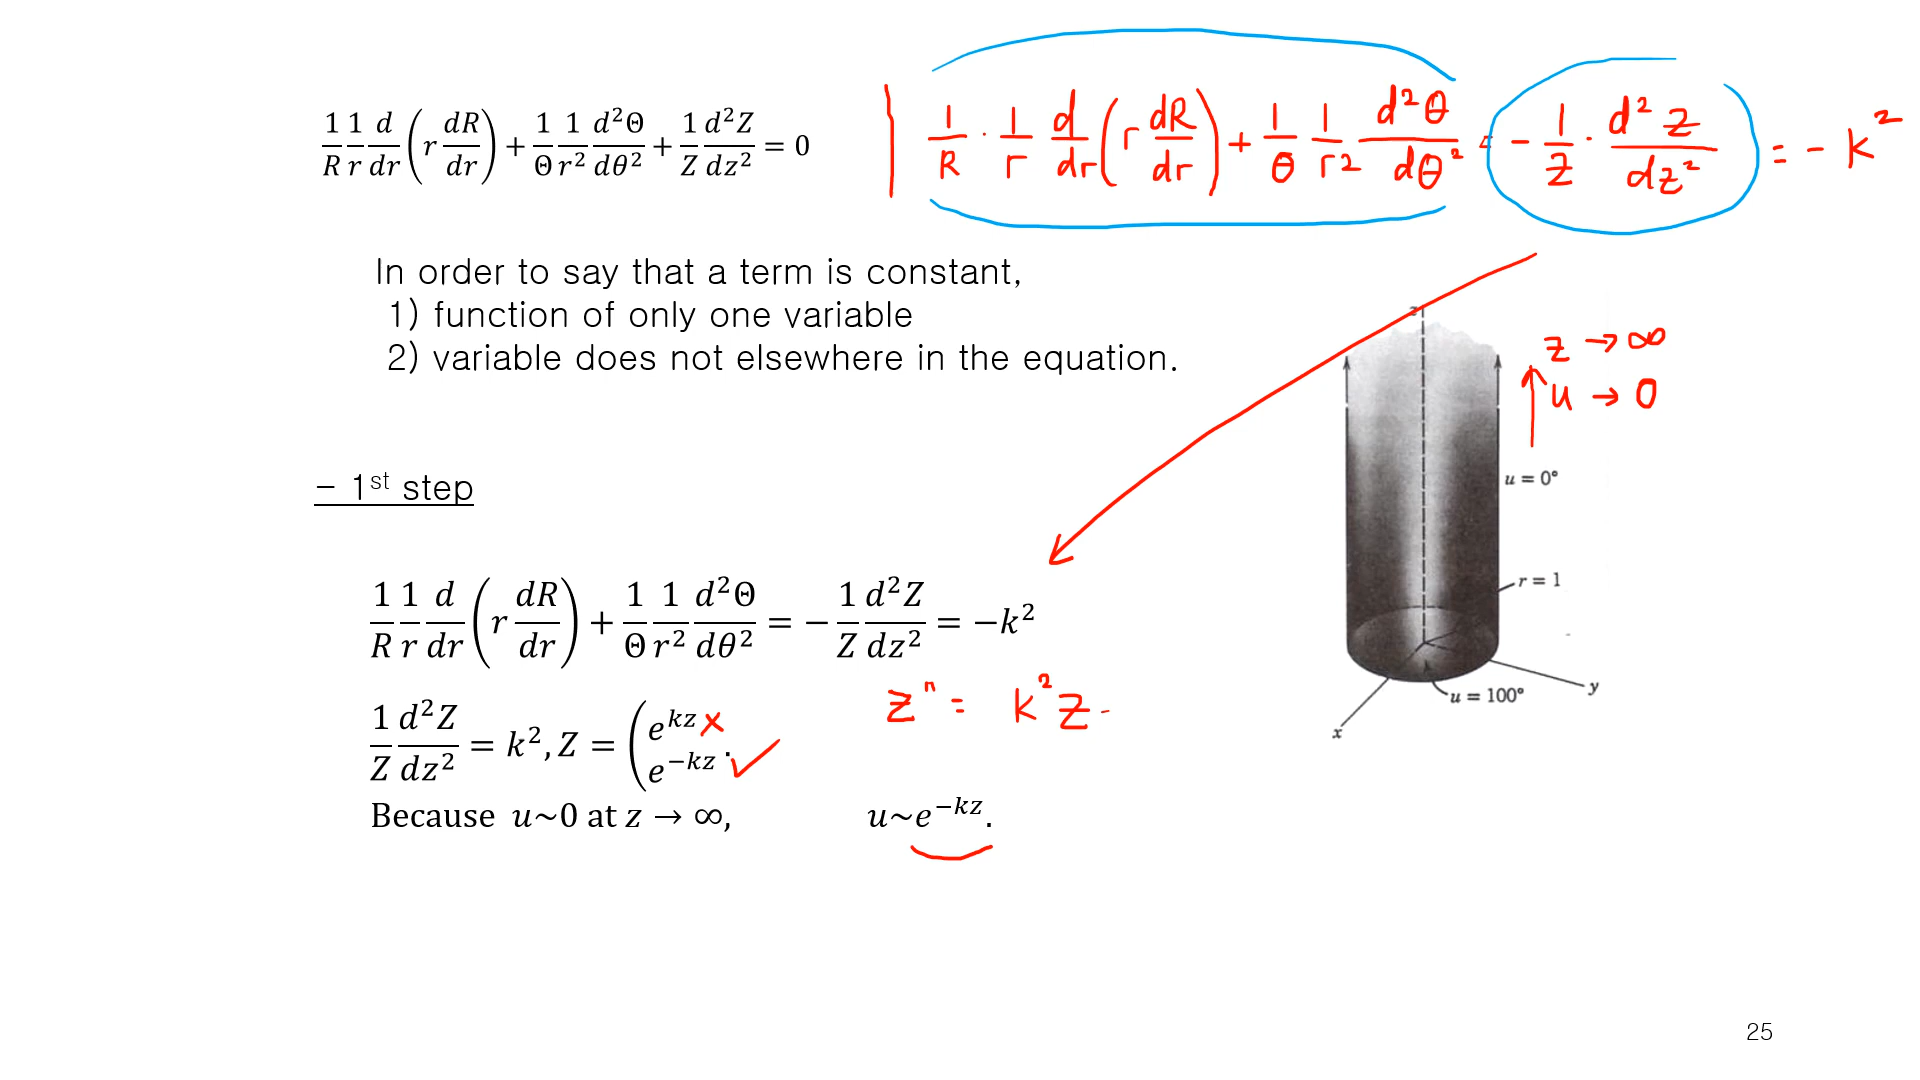 1/R 1/r d/dr (r dR/dr) + 1/Θ 1/r² d²Θ/dθ² + 1/Z d²Z/dz² = 0
1/R · 1/r d/dr (r dR/dr) + 1/θ 1/r² d²θ/dθ² = - 1/Z · d²Z/dz² = - k²
In order to say that a term is constant,
1) function of only one variable
2) variable does not elsewhere in the equation.
z
z → ∞
u → 0
u = 0°
r = 1
u = 100°
y
x
- 1st step
1/R 1/r d/dr (r dR/dr) + 1/Θ 1/r² d²Θ/dθ² = − 1/Z d²Z/dz² = −k²
Z" = k²Z
1/Z d²Z/dz² = k², Z = ( e^{kz} x
e^{−kz} . ✓
Because u~0 at z → ∞, u~e^{−kz}.
25